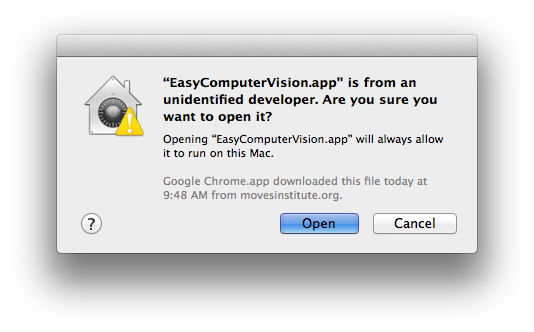 “EasyComputerVision.app” is from an
unidentified developer. Are you sure you
want to open it?
Opening “EasyComputerVision.app” will always allow
it to run on this Mac.
Google Chrome.app downloaded this file today at
9:48 AM from movesinstitute.org.
?
Open
Cancel